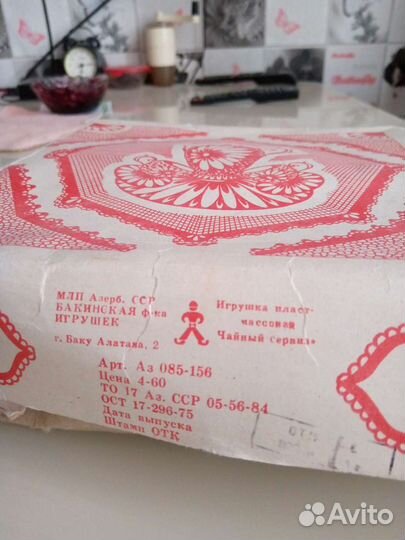 МЛП Азерб. ССР
БАКИНСКАЯ ф-ка
ИГРУШЕК
г. Баку Алатава, 2
Игрушка пласт-
массовая
Чайный сервиз»
Арт. Аз 085-156
Цена 4-60
ТО 17 Аз. ССР 05-56-84
ОСТ 17-296-75
Дата выпуска
Штамп ОТК
Avito